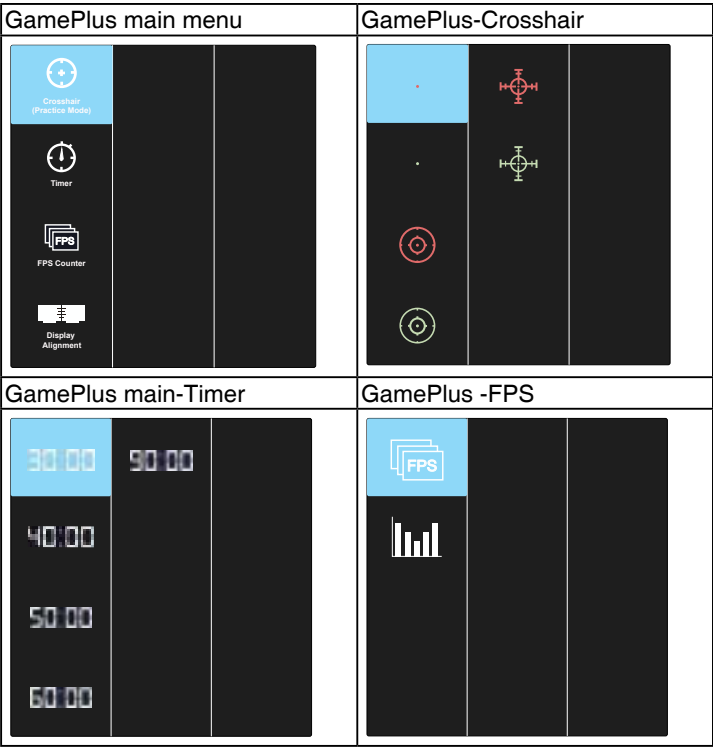 GamePlus main menu
GamePlus-Crosshair
Crosshair
(Practice Mode)
Timer
FPS
FPS Counter
Display
Alignment
GamePlus main-Timer
GamePlus -FPS
30:00
90:00
40:00
50:00
60:00
FPS